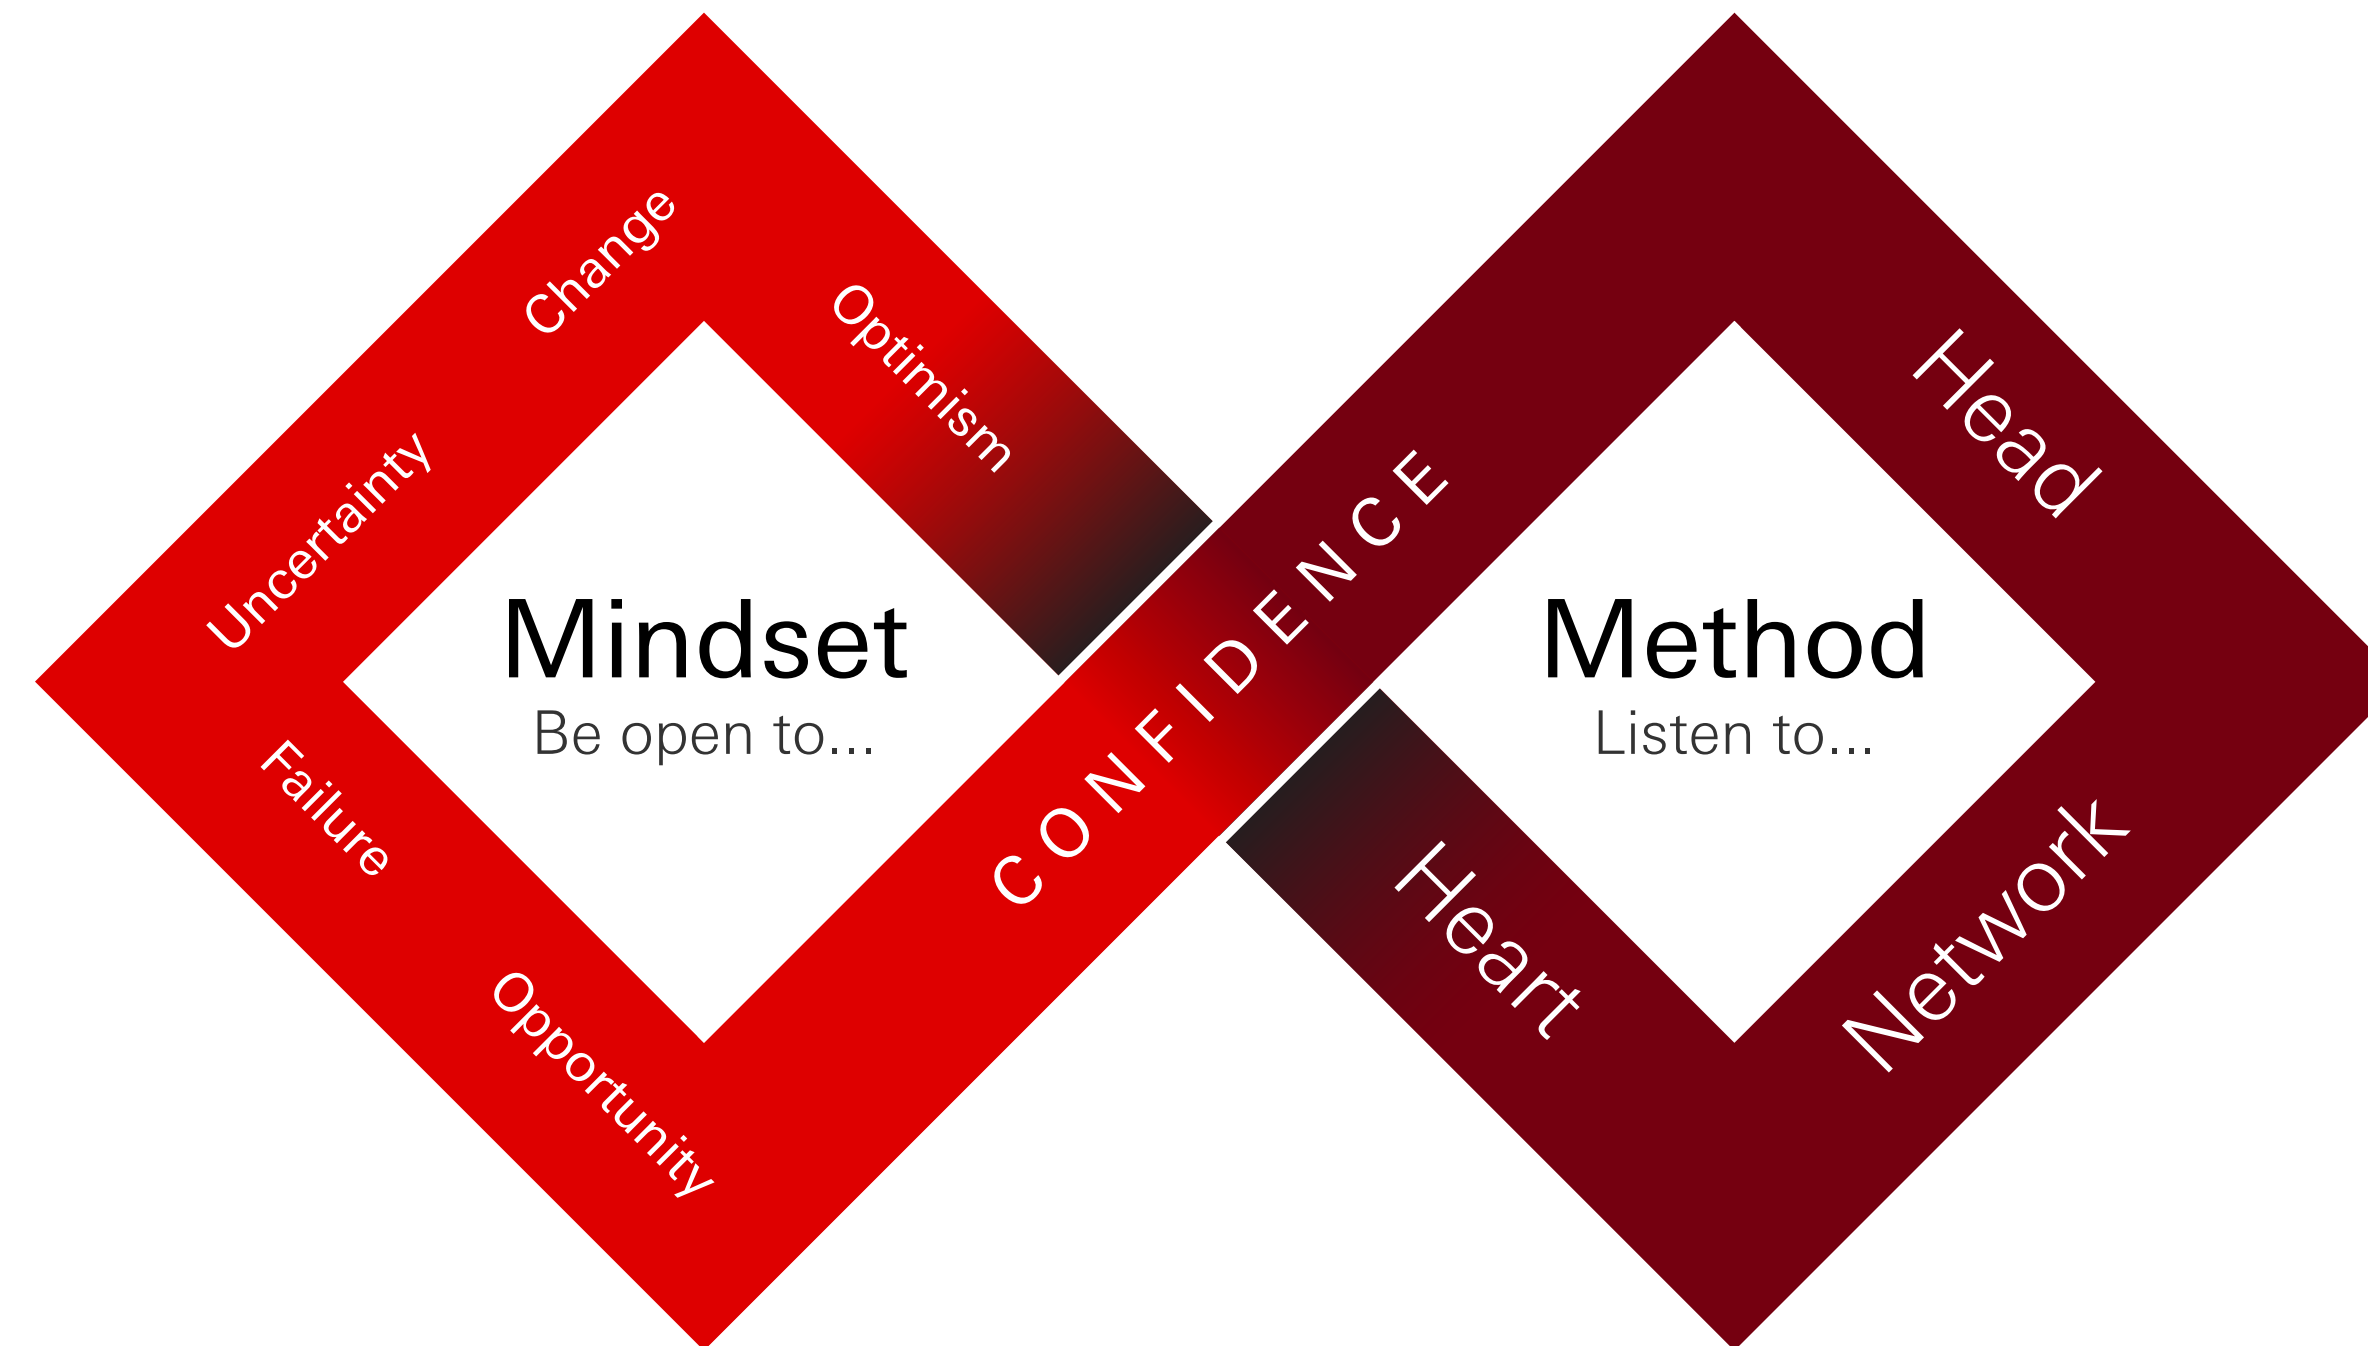 Change
Optimism
Uncertainty
Mindset
Be open to...
Failure
Opportunity
CONFIDENCE
Head
Method
Listen to...
Heart
Network